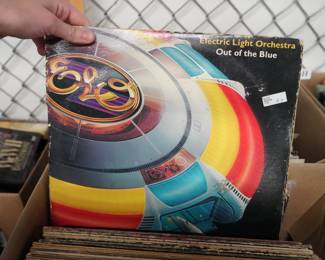 Electric Light Orchestra
Out of the Blue
ELO